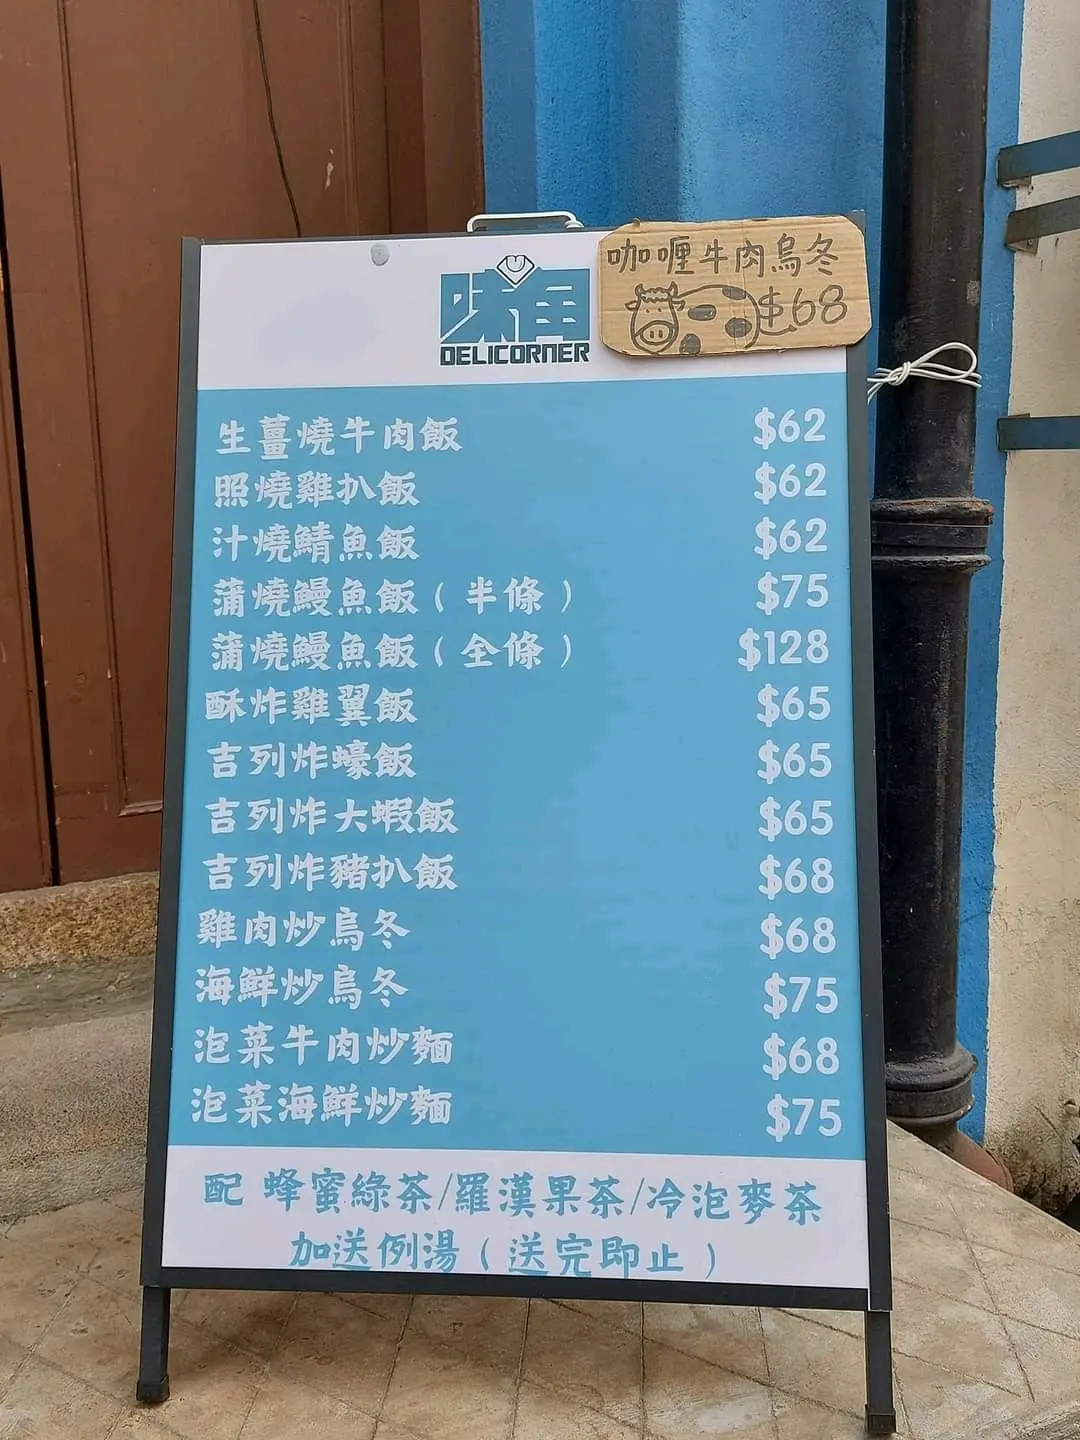 味角
DELICORNER
咖喱牛肉烏冬
$68
生薑燒牛肉飯 $62
照燒雞扒飯 $62
汁燒鯖魚飯 $62
蒲燒鰻魚飯（半條） $75
蒲燒鰻魚飯（全條） $128
酥炸雞翼飯 $65
吉列炸蠔飯 $65
吉列炸大蝦飯 $65
吉列炸豬扒飯 $68
雞肉炒烏冬 $68
海鮮炒烏冬 $75
泡菜牛肉炒麵 $68
泡菜海鮮炒麵 $75
配 蜂蜜綠茶/羅漢果茶/冷泡麥茶
加送例湯（送完即止）